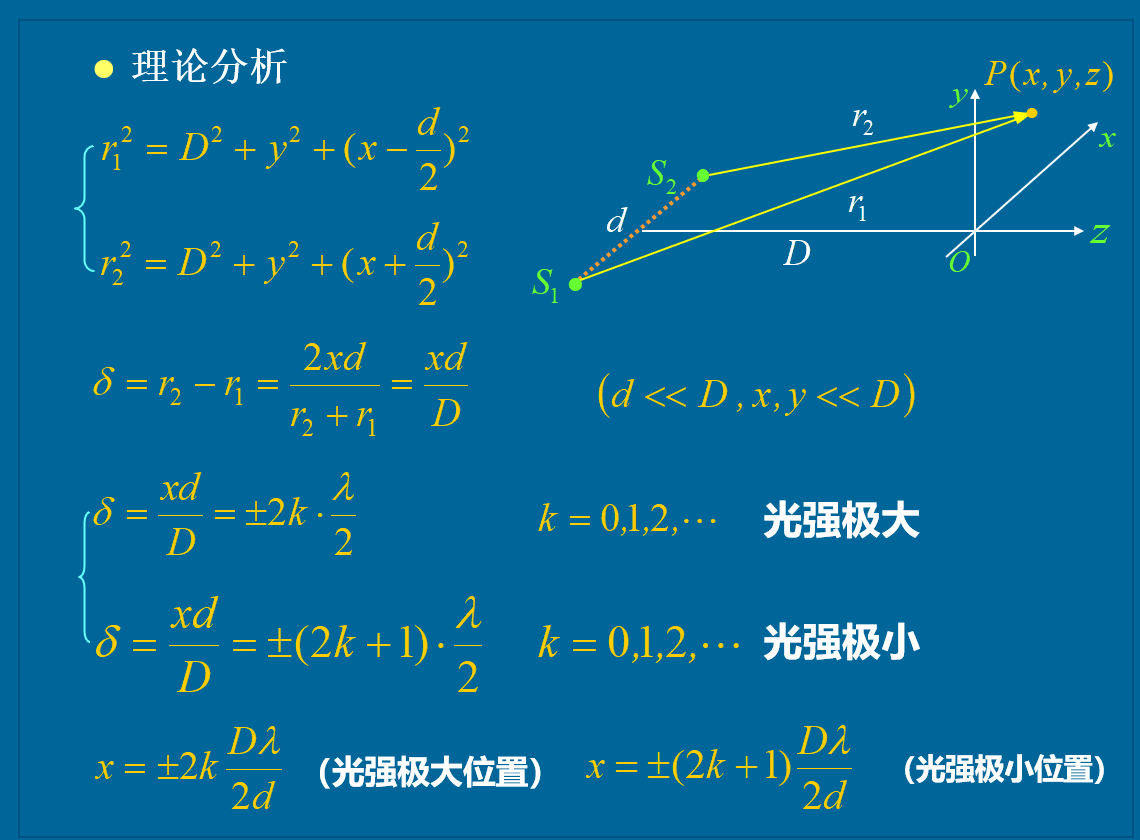 理论分析
r₁² = D² + y² + (x − d/2)²
r₂² = D² + y² + (x + d/2)²
P(x, y, z)
y
x
r₂
S₂
r₁
d
z
D
O
S₁
δ = r₂ − r₁ = 2xd/(r₂ + r₁) = xd/D
(d << D , x, y << D)
δ = xd/D = ±2k · λ/2 k = 0,1,2,⋯ 光强极大
δ = xd/D = ±(2k + 1) · λ/2 k = 0,1,2,⋯ 光强极小
x = ±2k Dλ/2d (光强极大位置) x = ±(2k + 1) Dλ/2d (光强极小位置)